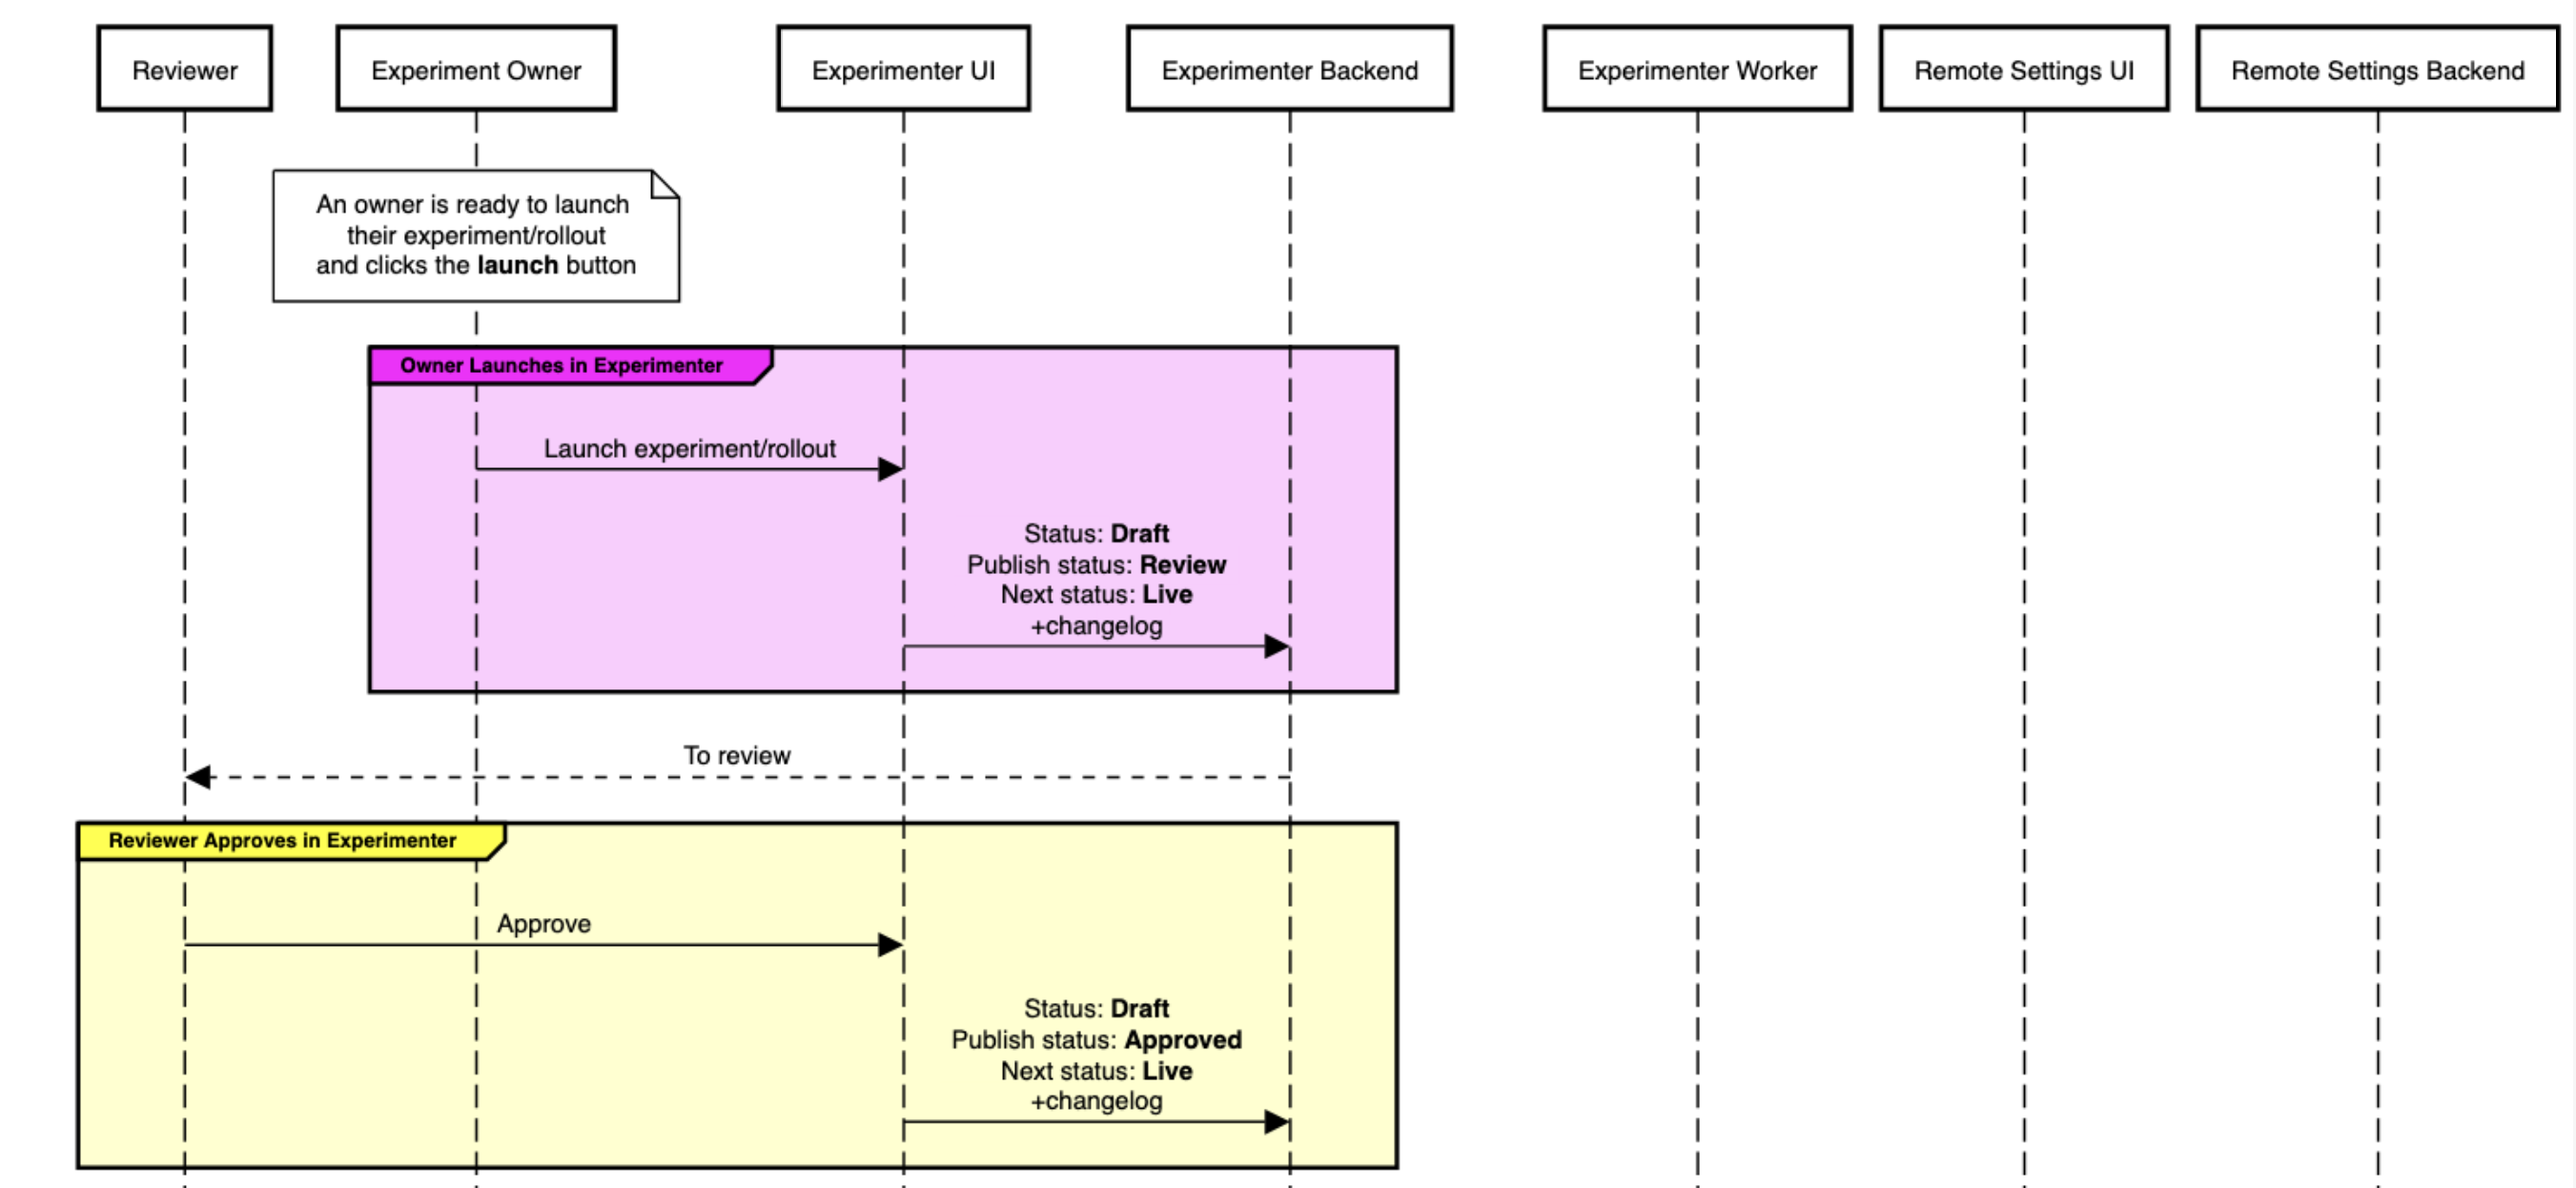 Reviewer
Experiment Owner
Experimenter UI
Experimenter Backend
Experimenter Worker
Remote Settings UI
Remote Settings Backend
An owner is ready to launch
their experiment/rollout
and clicks the launch button
Owner Launches in Experimenter
Launch experiment/rollout
Status: Draft
Publish status: Review
Next status: Live
+changelog
To review
Reviewer Approves in Experimenter
Approve
Status: Draft
Publish status: Approved
Next status: Live
+changelog